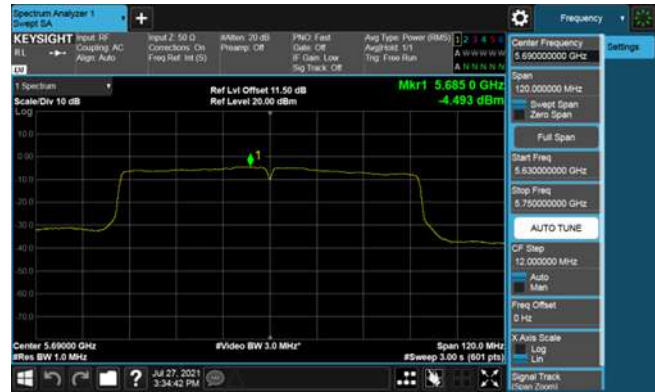 Spectrum Analyzer 1
Swept SA
+
Frequency
KEYSIGHT
RL
Input: RF
Coupling: AC
Align: Auto
Input Z: 50 Ω
Corrections: On
Freq Ref: Int (S)
#Atten: 20 dB
Preamp: Off
PNO: Fast
Gate: Off
IF Gain: Low
Sig Track: Off
Avg Type: Power (RMS)
Avg|Hold: 1/1
Trig: Free Run
1 2 3 4 5 6
A W W W W W
A N N N N N
Center Frequency
5.690000000 GHz
Settings
Span
120.000000 MHz
Swept Span
Zero Span
Full Span
Start Freq
5.630000000 GHz
Stop Freq
5.750000000 GHz
AUTO TUNE
CF Step
12.000000 MHz
Auto
Man
Freq Offset
0 Hz
X Axis Scale
Log
Lin
Signal Track
(Span Zoom)
1 Spectrum
Scale/Div 10 dB
Log
Ref Lvl Offset 11.50 dB
Ref Level 20.00 dBm
Mkr1 5.685 0 GHz
-4.493 dBm
10.0
0.00
-10.0
-20.0
-30.0
-40.0
-50.0
-60.0
-70.0
1
Center 5.69000 GHz
#Res BW 1.0 MHz
#Video BW 3.0 MHz*
Span 120.0 MHz
#Sweep 3.00 s (601 pts)
?
Jul 27, 2021
3:34:42 PM